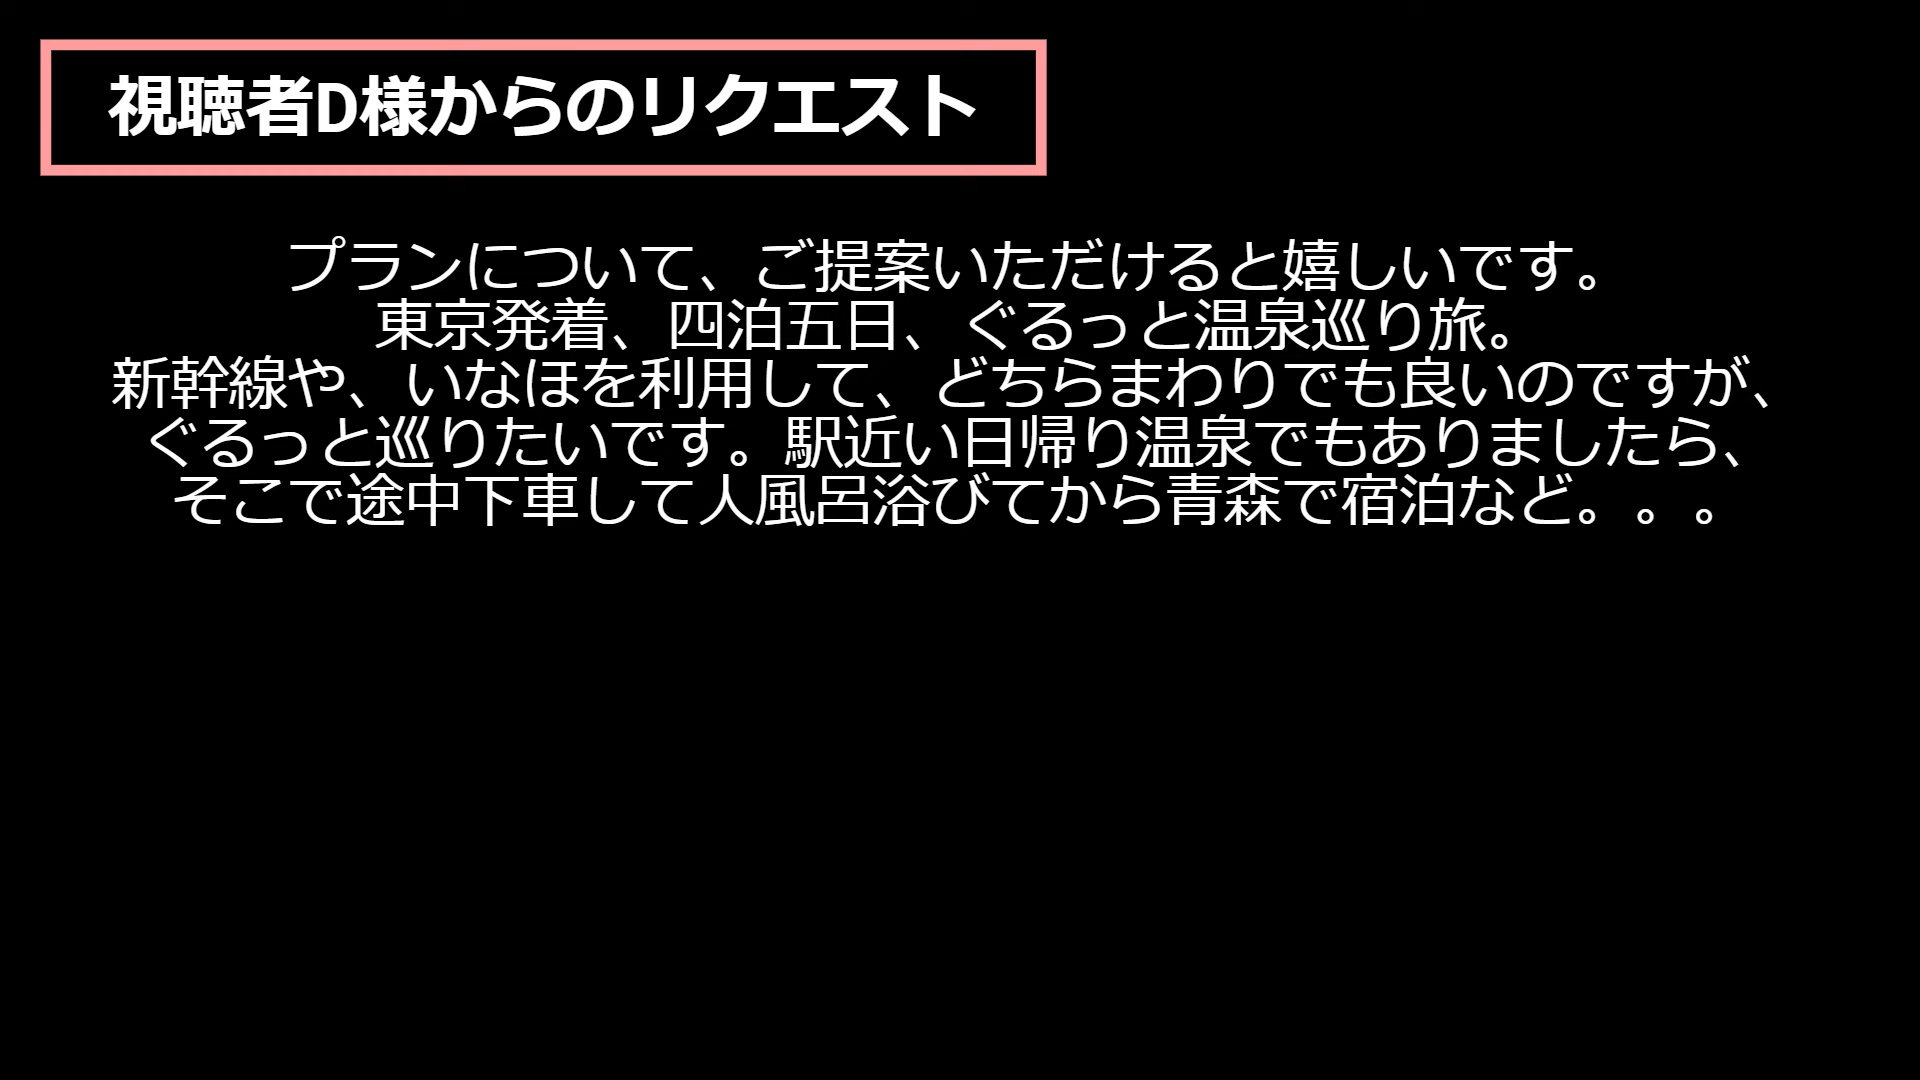 視聴者D様からのリクエスト
プランについて、ご提案いただけると嬉しいです。
東京発着、四泊五日、ぐるっと温泉巡り旅。
新幹線や、いなほを利用して、どちらまわりでも良いのですが、
ぐるっと巡りたいです。駅近い日帰り温泉でもありましたら、
そこで途中下車して人風呂浴びてから青森で宿泊など。。。